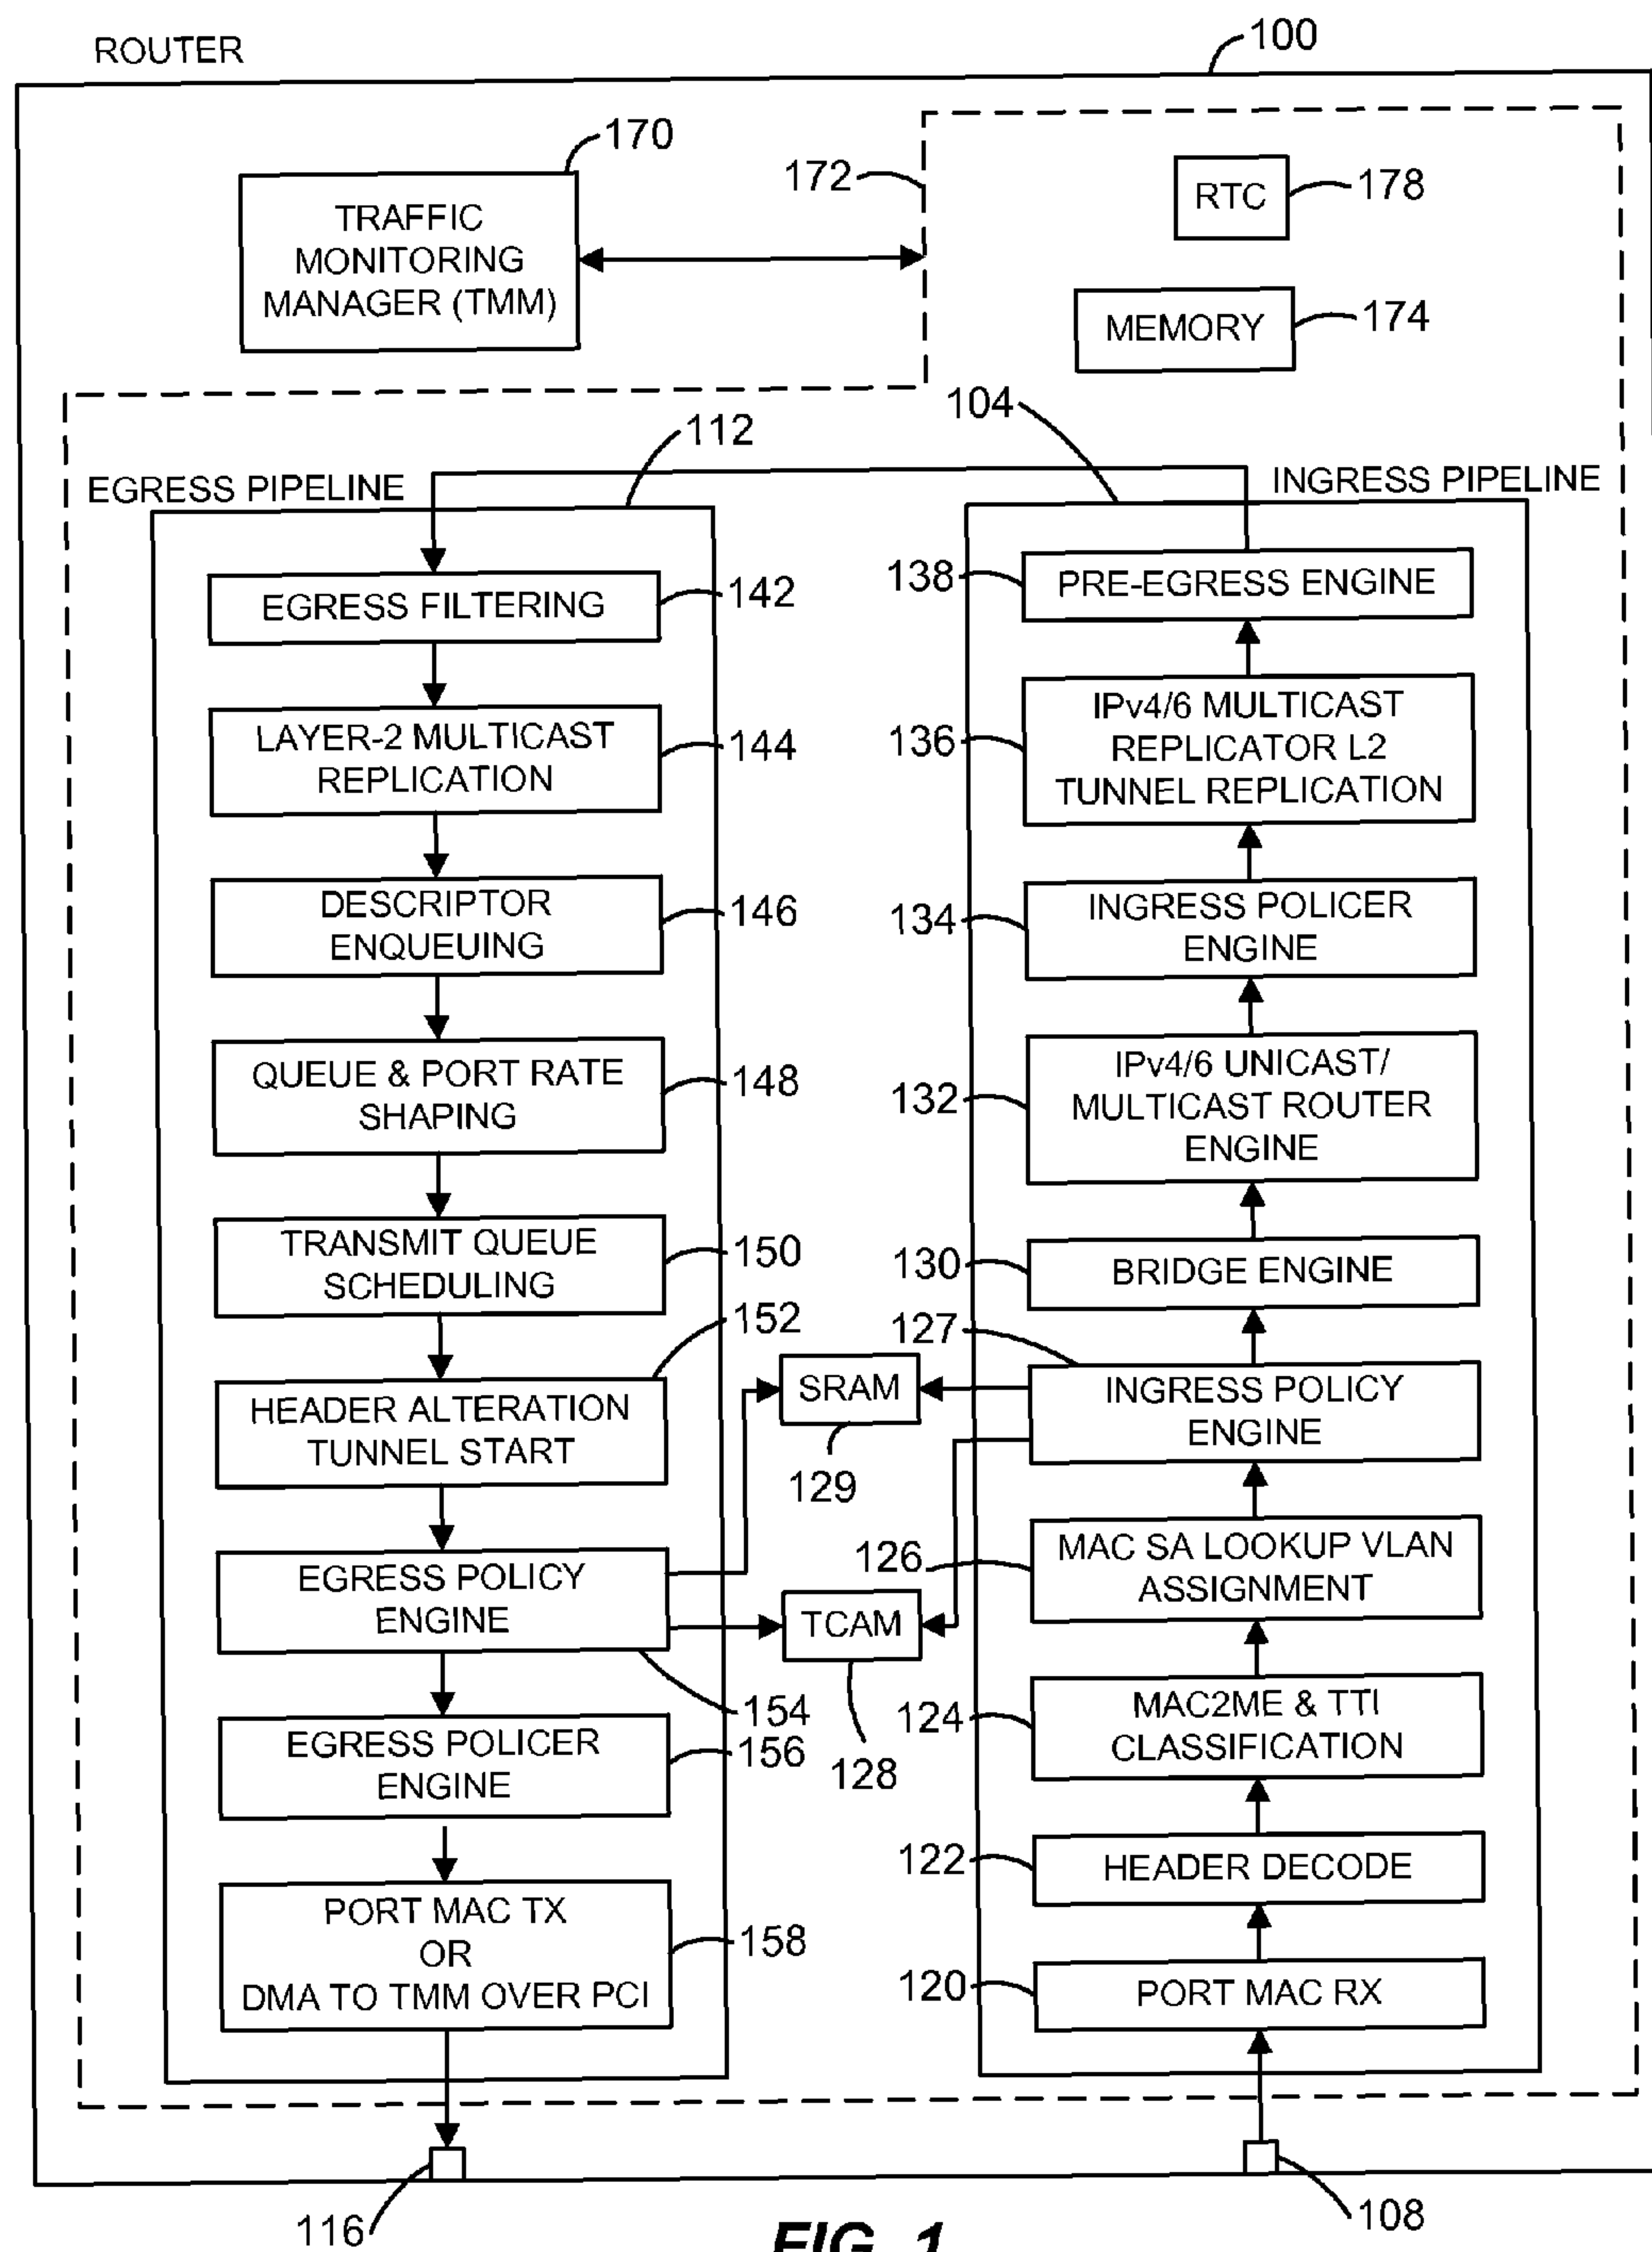 ROUTER
100
170
TRAFFIC
MONITORING
MANAGER (TMM)
172
RTC
178
MEMORY
174
104
112
EGRESS PIPELINE
INGRESS PIPELINE
EGRESS FILTERING
142
LAYER-2 MULTICAST
REPLICATION
144
DESCRIPTOR
ENQUEUING
146
QUEUE & PORT RATE
SHAPING
148
TRANSMIT QUEUE
SCHEDULING
150
152
HEADER ALTERATION
TUNNEL START
EGRESS POLICY
ENGINE
154
EGRESS POLICER
ENGINE
156
PORT MAC TX
OR
DMA TO TMM OVER PCI
158
116
SRAM
129
TCAM
128
138
PRE-EGRESS ENGINE
136
IPv4/6 MULTICAST
REPLICATOR L2
TUNNEL REPLICATION
134
INGRESS POLICER
ENGINE
132
IPv4/6 UNICAST/
MULTICAST ROUTER
ENGINE
130
BRIDGE ENGINE
127
INGRESS POLICY
ENGINE
126
MAC SA LOOKUP VLAN
ASSIGNMENT
124
MAC2ME & TTI
CLASSIFICATION
122
HEADER DECODE
120
PORT MAC RX
108
FIG. 1